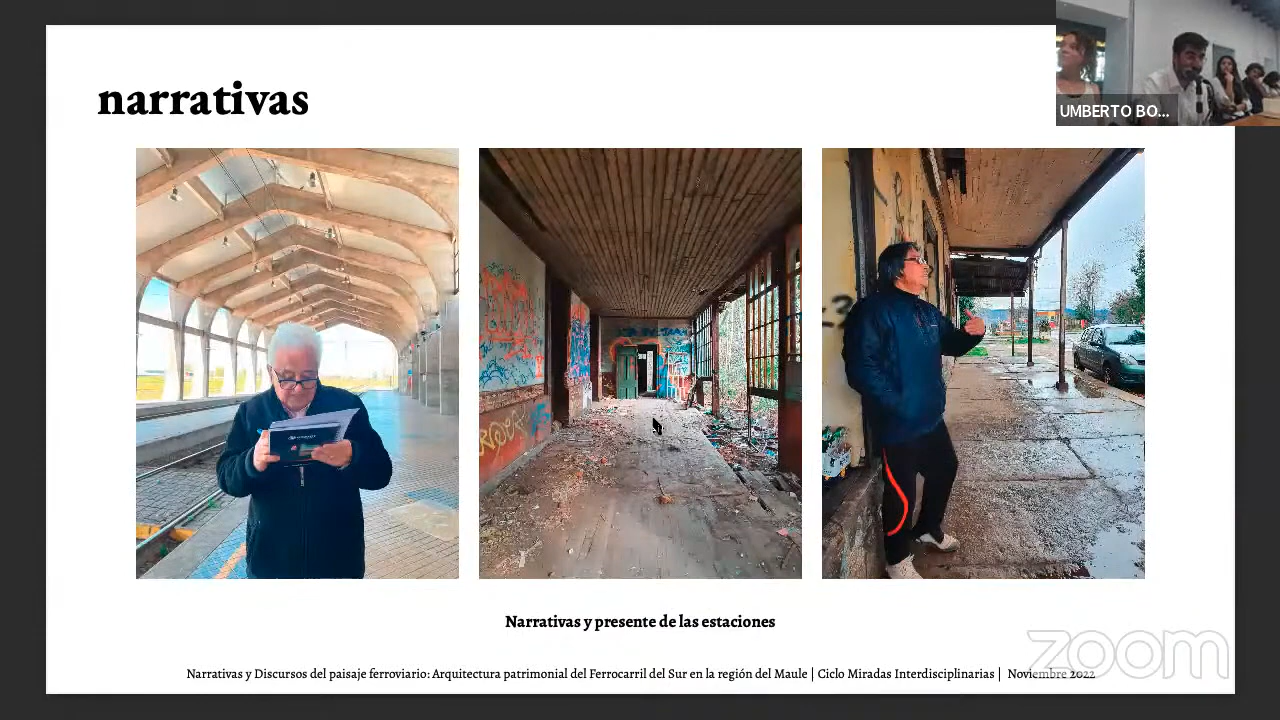 narrativas
UMBERTO BO...
Narrativas y presente de las estaciones
zoom
Narrativas y Discursos del paisaje ferroviario: Arquitectura patrimonial del Ferrocarril del Sur en la región del Maule | Ciclo Miradas Interdisciplinarias | Noviembre 2022